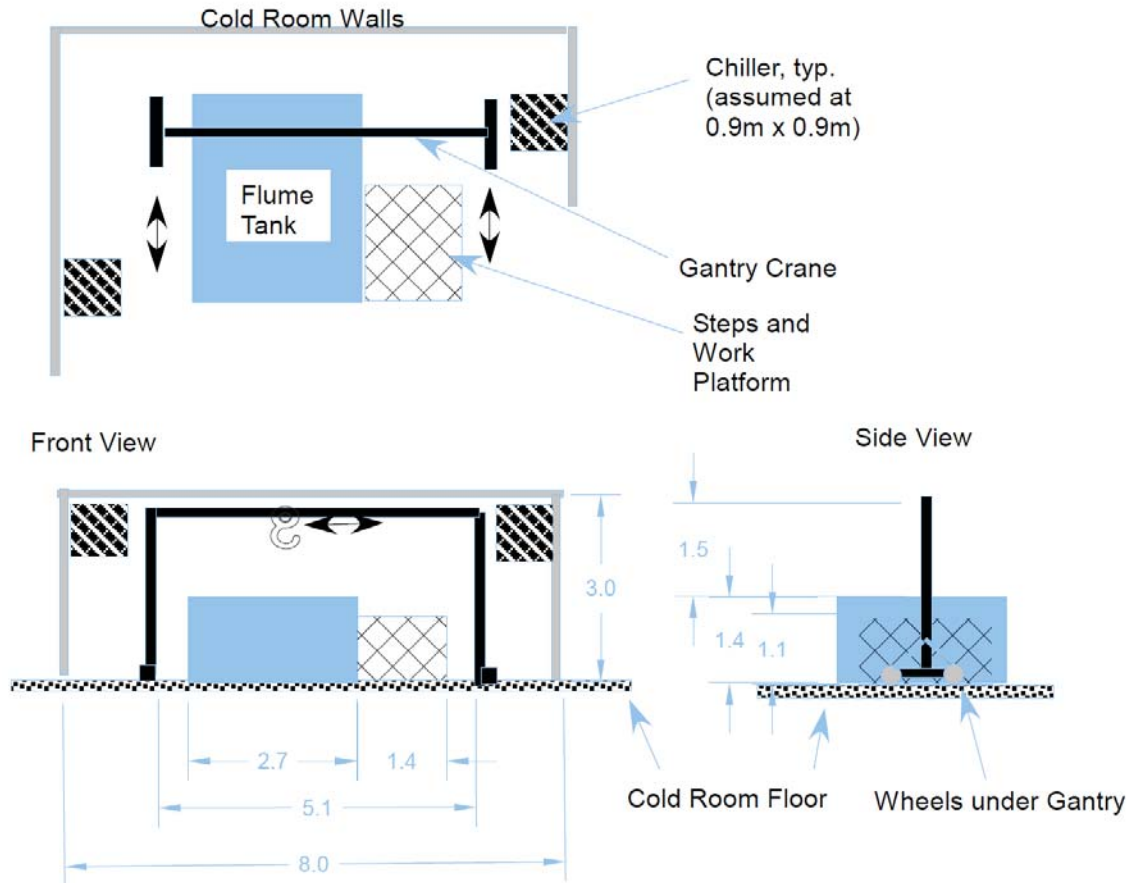 Cold Room Walls
Chiller, typ.
(assumed at
0.9m x 0.9m)
Flume
Tank
Gantry Crane
Steps and
Work
Platform
Front View
Side View
1.5
3.0
1.4
1.1
2.7
1.4
5.1
8.0
Cold Room Floor
Wheels under Gantry